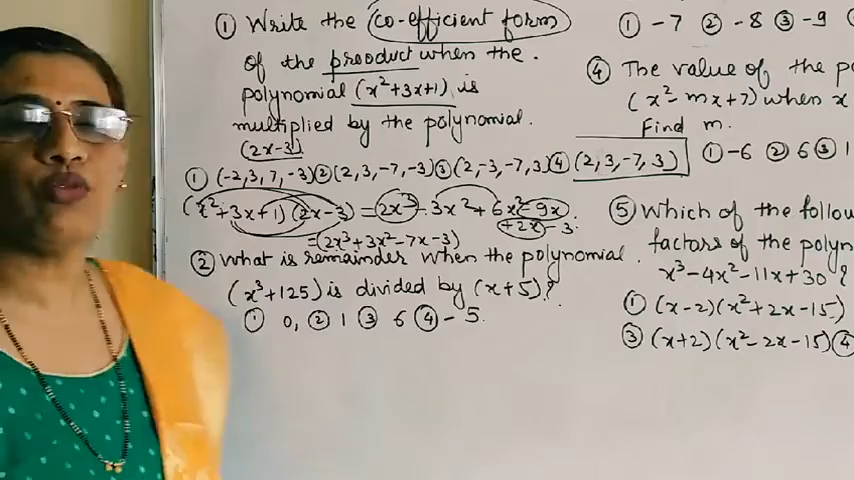 ① Write the co-efficient form
of the preoduct when the.
polynomial (x²+3x+1) is
multiplied by the polynomial.
(2x-3)
① (-2,3,7,-3) ② (2,3,-7,-3) ③ (2,-3,-7,3) ④ (2,3,-7,3)
(x²+3x+1)(2x-3) = 2x³-3x²+6x²-9x
+2x-3
=(2x³+3x²-7x-3)
② What is remainder when the polynomial.
(x³+125) is divided by (x+5)?
① 0, ② 1 ③ 6 ④ -5.
① -7 ② -8 ③ -9
④ The value of the po
(x²-mx+7) when x
Find m.
① -6 ② 6 ③ 1
⑤ Which of the follow
factors of the polyn
x³-4x²-11x+30?
① (x-2)(x²+2x-15)
③ (x+2)(x²-2x-15) ④